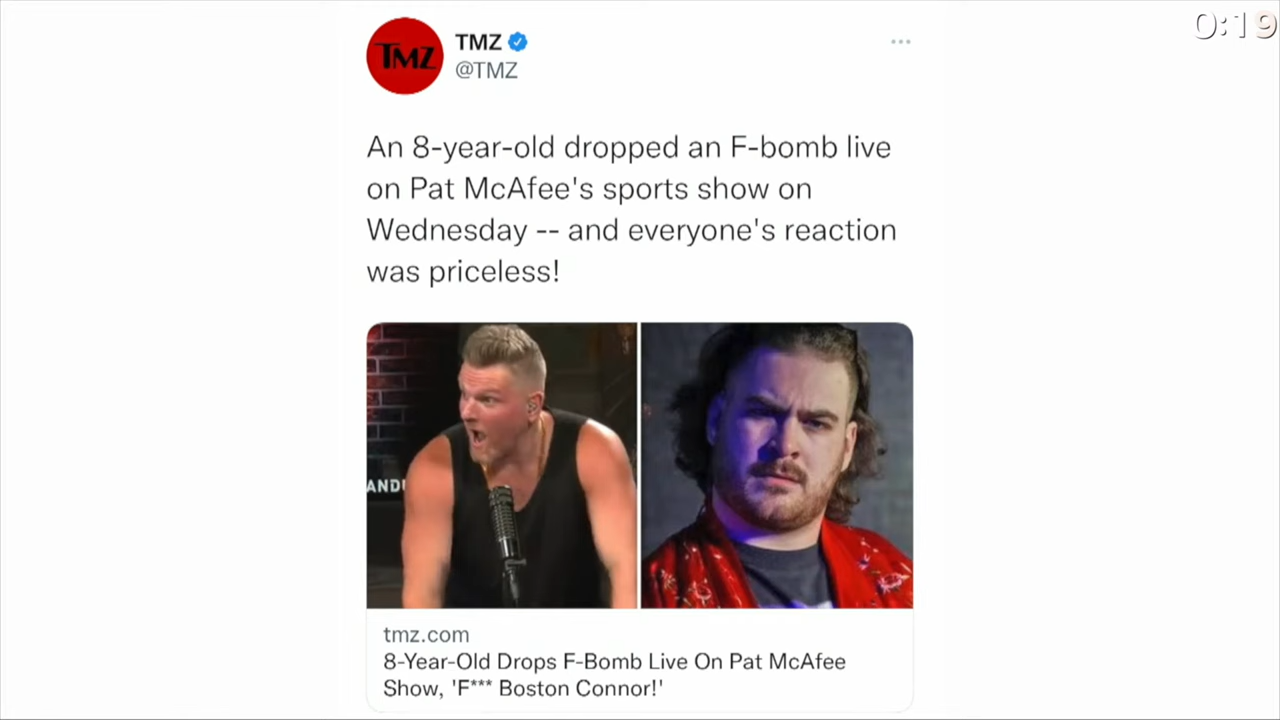 0:19
TMZ
TMZ
@TMZ
An 8-year-old dropped an F-bomb live
on Pat McAfee's sports show on
Wednesday -- and everyone's reaction
was priceless!
AND
tmz.com
8-Year-Old Drops F-Bomb Live On Pat McAfee
Show, 'F*** Boston Connor!'